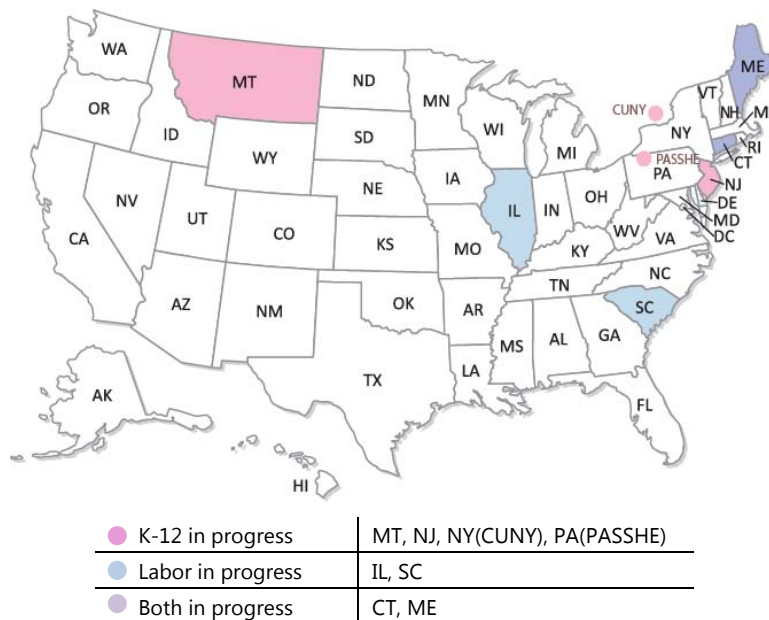 WA
MT
ND
MN
VT
ME
OR
ID
SD
WI
CUNY
NH
M
WY
MI
NY
RI
CT
NV
NE
IA
PASSHE
PA
NJ
UT
CO
IL
IN
OH
DE
MD
DC
CA
KS
MO
WV
KY
VA
AZ
NM
OK
AR
TN
NC
SC
TX
LA
MS
AL
GA
AK
FL
HI
K-12 in progress MT, NJ, NY(CUNY), PA(PASSHE)
Labor in progress IL, SC
Both in progress CT, ME